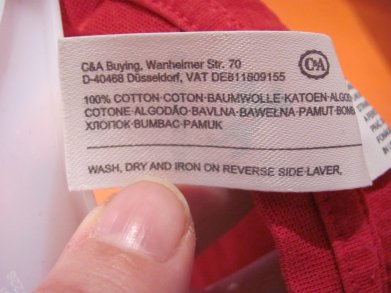 C&A Buying, Wanheimer Str. 70
D-40468 Düsseldorf, VAT DE811809155
C&A
100% COTTON·COTON·BAUMWOLLE·KATOEN·ALGOD
COTONE·ALGODÃO·BAVLNA·BAWEŁNA·PAMUT·BOMB
ХЛОПОК·BUMBAC·PAMUK
WASH, DRY AND IRON ON REVERSE SIDE·LAVER,